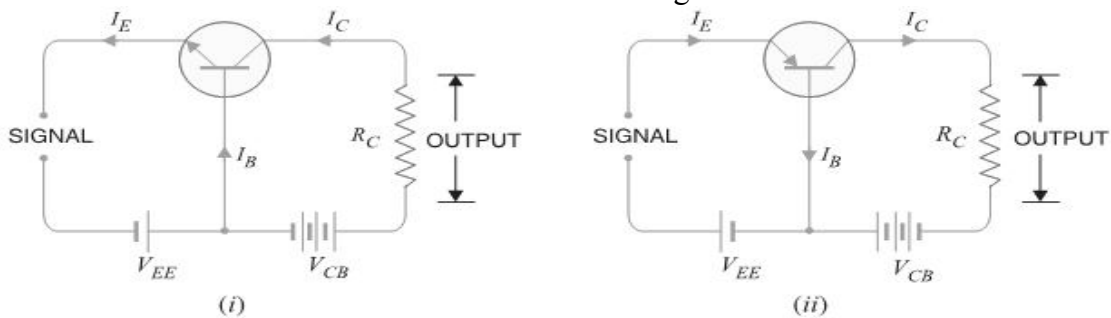 I_E I_C I_E I_C
SIGNAL R_C OUTPUT SIGNAL R_C OUTPUT
I_B I_B
V_EE V_CB V_EE V_CB
(i) (ii)